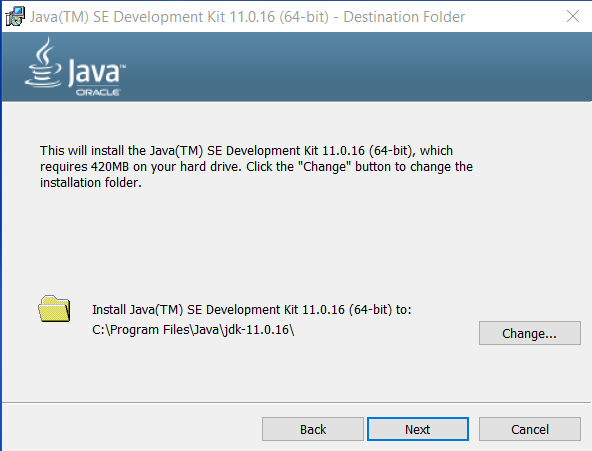 Java(TM) SE Development Kit 11.0.16 (64-bit) - Destination Folder
Java™
ORACLE
This will install the Java(TM) SE Development Kit 11.0.16 (64-bit), which
requires 420MB on your hard drive. Click the "Change" button to change the
installation folder.
Install Java(TM) SE Development Kit 11.0.16 (64-bit) to:
C:\Program Files\Java\jdk-11.0.16\
Change...
Back
Next
Cancel